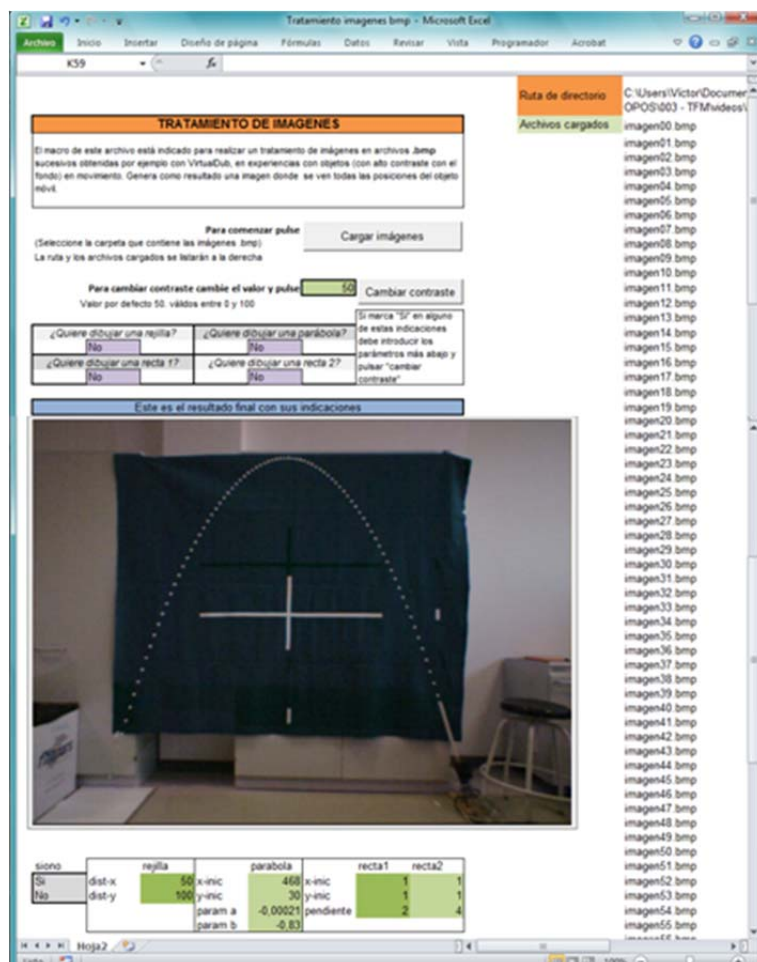 Tratamiento imagenes bmp - Microsoft Excel
Archivo Inicio Insertar Diseño de página Fórmulas Datos Revisar Vista Programador Acrobat
K59 fx
Ruta de directorio C:\Users\Victor\Documen
OPOS\003 - TFM\videos\
Archivos cargados imagen00.bmp
TRATAMIENTO DE IMAGENES
El macro de este archivo está indicado para realizar un tratamiento de imágenes en archivos .bmp
sucesivos obtenidas por ejemplo con VirtualDub, en experiencias con objetos (con alto contraste con el
fondo) en movimiento. Genera como resultado una imagen donde se ven todas las posiciones del objeto
móvil.
Para comenzar pulse
(Seleccione la carpeta que contiene las imágenes .bmp)
La ruta y los archivos cargados se listarán a la derecha
Cargar imágenes
Para cambiar contraste cambie el valor y pulse 50 Cambiar contraste
Valor por defecto 50. válidos entre 0 y 100
¿Quiere dibujar una rejilla? ¿Quiere dibujar una parábola?
No No
¿Quiere dibujar una recta 1? ¿Quiere dibujar una recta 2?
No No
Si marca "Si" en alguno
de estas indicaciones
debe introducir los
parámetros más abajo y
pulsar "cambiar
contraste"
Este es el resultado final con sus indicaciones
imagen01.bmp
imagen02.bmp
imagen03.bmp
imagen04.bmp
imagen05.bmp
imagen06.bmp
imagen07.bmp
imagen08.bmp
imagen09.bmp
imagen10.bmp
imagen11.bmp
imagen12.bmp
imagen13.bmp
imagen14.bmp
imagen15.bmp
imagen16.bmp
imagen17.bmp
imagen18.bmp
imagen19.bmp
imagen20.bmp
imagen21.bmp
imagen22.bmp
imagen23.bmp
imagen24.bmp
imagen25.bmp
imagen26.bmp
imagen27.bmp
imagen28.bmp
imagen29.bmp
imagen30.bmp
imagen31.bmp
imagen32.bmp
imagen33.bmp
imagen34.bmp
imagen35.bmp
imagen36.bmp
imagen37.bmp
imagen38.bmp
imagen39.bmp
imagen40.bmp
imagen41.bmp
imagen42.bmp
imagen43.bmp
imagen44.bmp
imagen45.bmp
imagen46.bmp
imagen47.bmp
imagen48.bmp
imagen49.bmp
imagen50.bmp
imagen51.bmp
imagen52.bmp
imagen53.bmp
imagen54.bmp
imagen55.bmp
siono rejilla parabola recta1 recta2
Si dist-x 50 x-inic 468 x-inic 1 1
No dist-y 100 y-inic 30 y-inic 1 1
param a -0,00021 pendiente 2 4
param b -0,83
Hoja2
Listo 100%